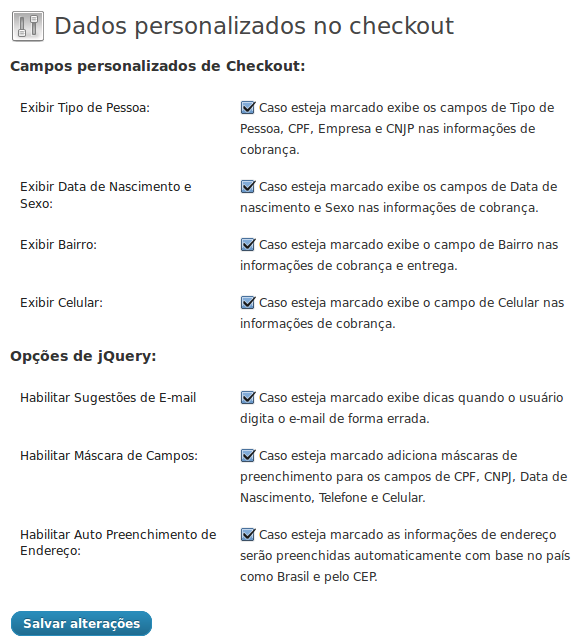 Dados personalizados no checkout
Campos personalizados de Checkout:
Exibir Tipo de Pessoa:
Caso esteja marcado exibe os campos de Tipo de
Pessoa, CPF, Empresa e CNJP nas informações de
cobrança.
Exibir Data de Nascimento e
Sexo:
Caso esteja marcado exibe os campos de Data de
nascimento e Sexo nas informações de cobrança.
Exibir Bairro:
Caso esteja marcado exibe o campo de Bairro nas
informações de cobrança e entrega.
Exibir Celular:
Caso esteja marcado exibe o campo de Celular nas
informações de cobrança.
Opções de jQuery:
Habilitar Sugestões de E-mail
Caso esteja marcado exibe dicas quando o usuário
digita o e-mail de forma errada.
Habilitar Máscara de Campos:
Caso esteja marcado adiciona máscaras de
preenchimento para os campos de CPF, CNPJ, Data de
Nascimento, Telefone e Celular.
Habilitar Auto Preenchimento de
Endereço:
Caso esteja marcado as informações de endereço
serão preenchidas automaticamente com base no país
como Brasil e pelo CEP.
Salvar alterações